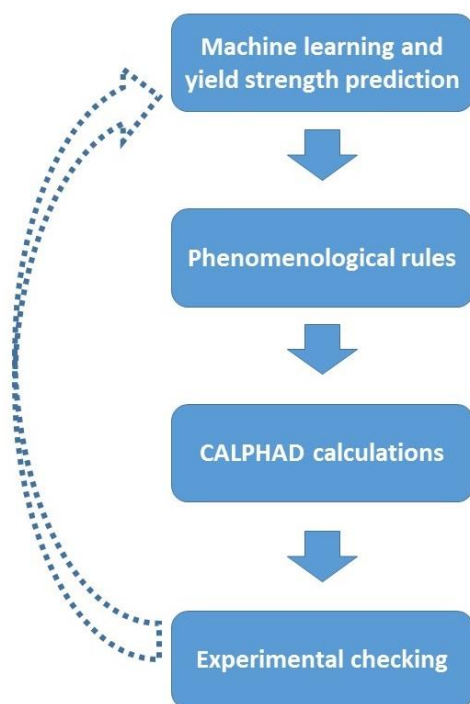 Machine learning and
yield strength prediction
Phenomenological rules
CALPHAD calculations
Experimental checking